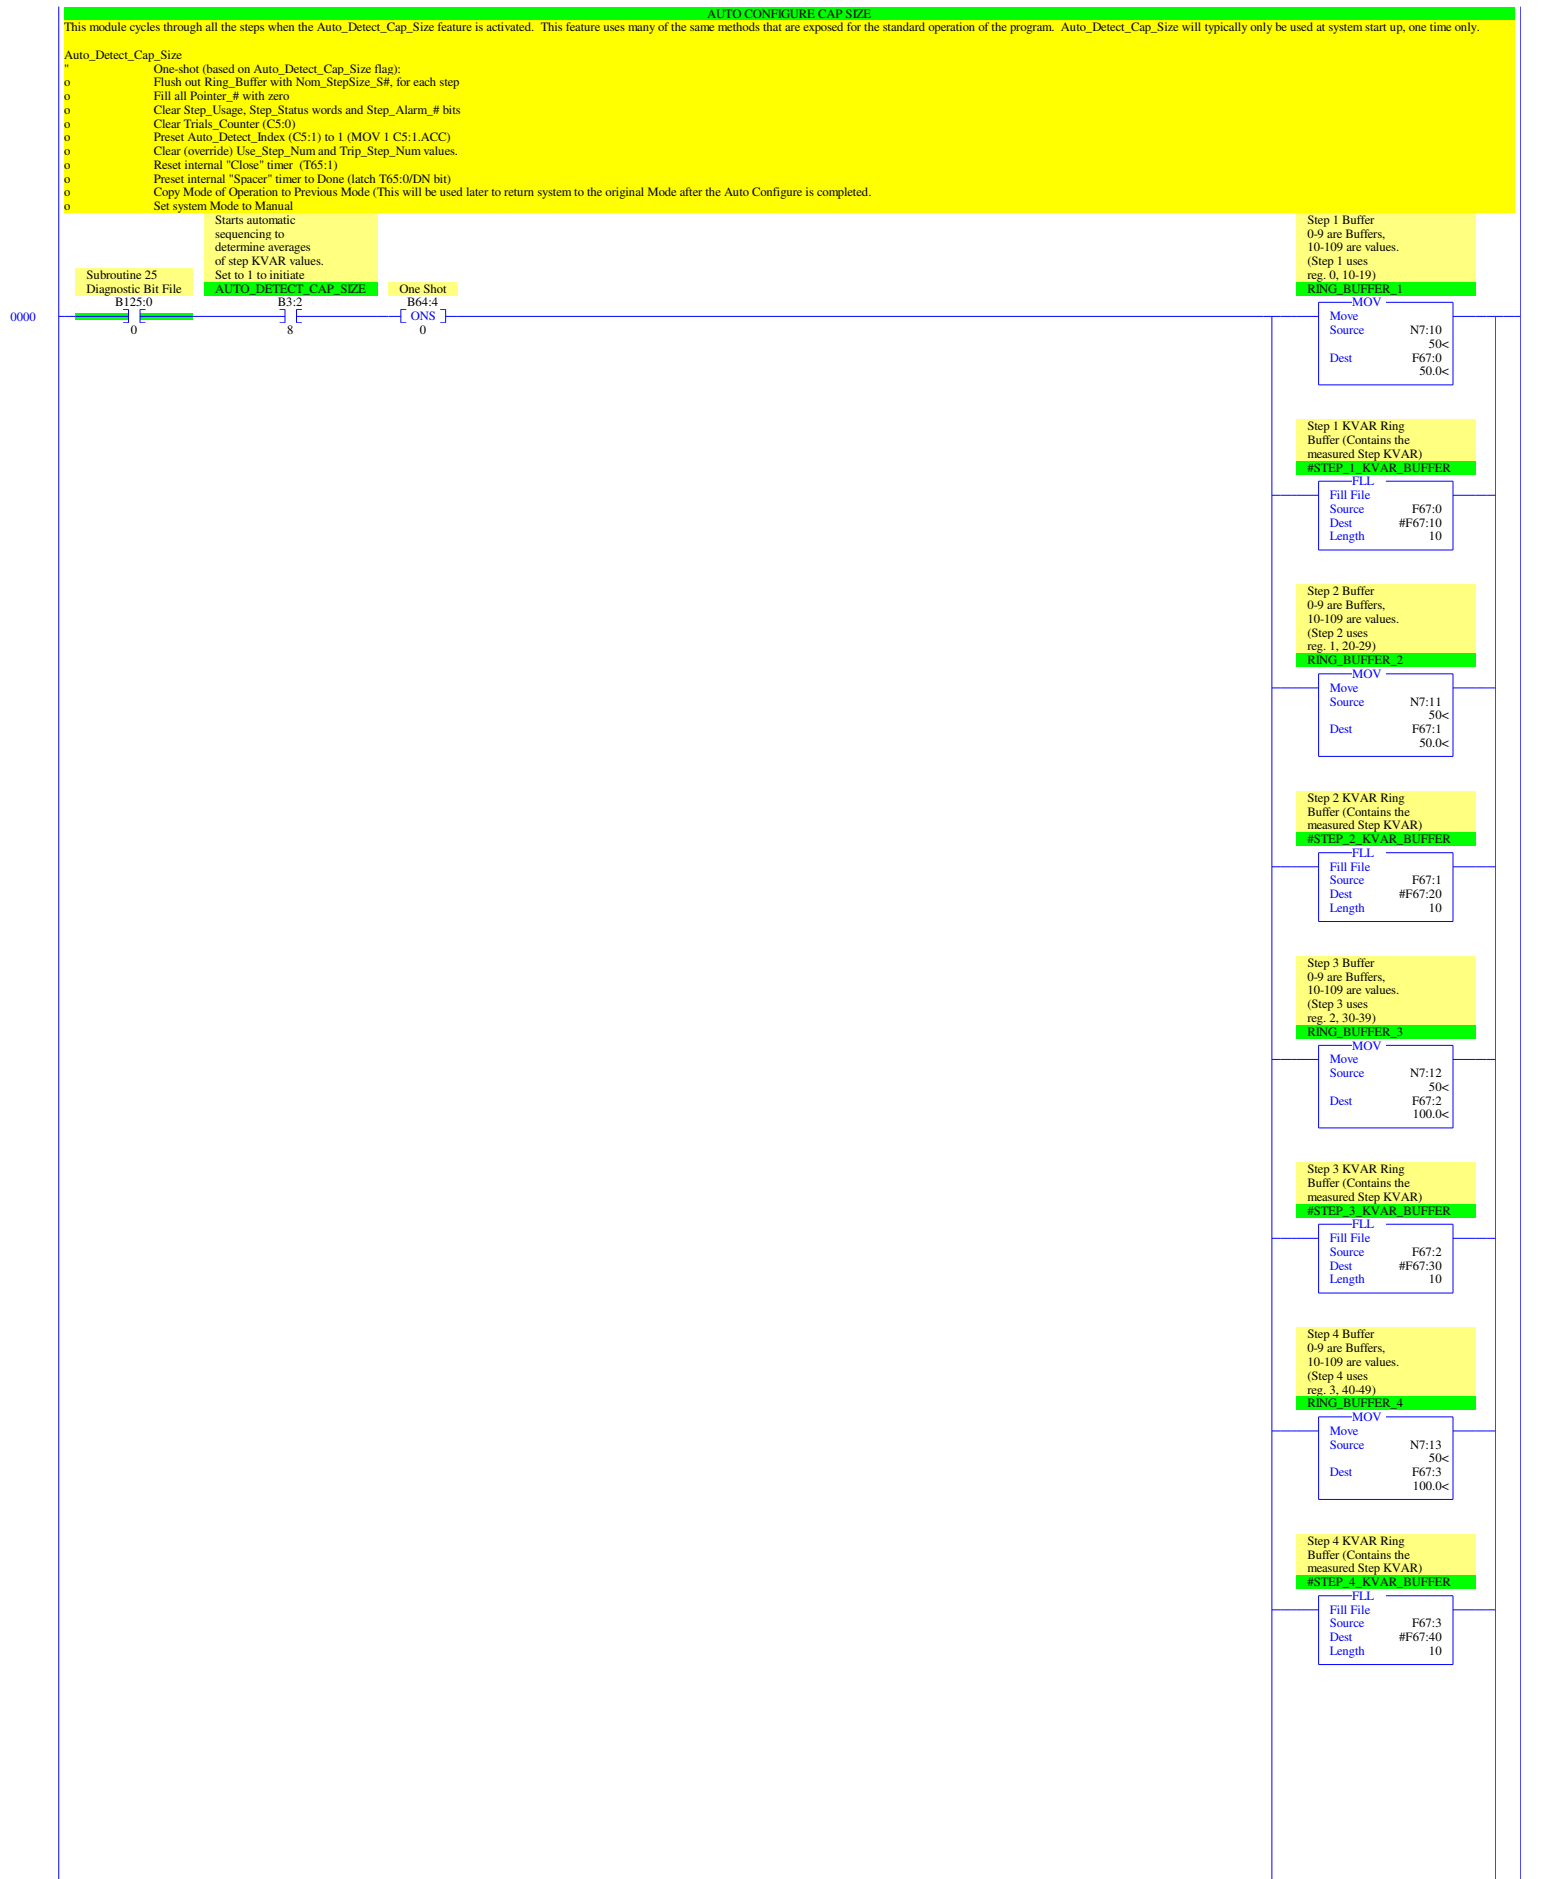 AUTO CONFIGURE CAP SIZE
This module cycles through all the steps when the Auto_Detect_Cap_Size feature is activated.  This feature uses many of the same methods that are exposed for the standard operation of the program.  Auto_Detect_Cap_Size will typically only be used at system start up, one time only.
Auto_Detect_Cap_Size
" One-shot (based on Auto_Detect_Cap_Size flag):
o Flush out Ring_Buffer with Nom_StepSize_S#, for each step
o Fill all Pointer_# with zero
o Clear Step_Usage, Step_Status words and Step_Alarm_# bits
o Clear Trials_Counter (C5:0)
o Preset Auto_Detect_Index (C5:1) to 1 (MOV 1 C5:1.ACC)
o Clear (override) Use_Step_Num and Trip_Step_Num values.
o Reset internal "Close" timer  (T65:1)
o Preset internal "Spacer" timer to Done (latch T65:0/DN bit)
o Copy Mode of Operation to Previous Mode (This will be used later to return system to the original Mode after the Auto Configure is completed.
o Set system Mode to Manual
0000
Subroutine 25
Diagnostic Bit File
B125:0
0
Starts automatic
sequencing to
determine averages
of step KVAR values.
Set to 1 to initiate
AUTO_DETECT_CAP_SIZE
B3:2
8
One Shot
B64:4
ONS
0
Step 1 Buffer
0-9 are Buffers,
10-109 are values.
(Step 1 uses
reg. 0, 10-19)
RING_BUFFER_1
MOV
Move
Source N7:10
50<
Dest F67:0
50.0<
Step 1 KVAR Ring
Buffer (Contains the
measured Step KVAR)
#STEP_1_KVAR_BUFFER
FLL
Fill File
Source F67:0
Dest #F67:10
Length 10
Step 2 Buffer
0-9 are Buffers,
10-109 are values.
(Step 2 uses
reg. 1, 20-29)
RING_BUFFER_2
MOV
Move
Source N7:11
50<
Dest F67:1
50.0<
Step 2 KVAR Ring
Buffer (Contains the
measured Step KVAR)
#STEP_2_KVAR_BUFFER
FLL
Fill File
Source F67:1
Dest #F67:20
Length 10
Step 3 Buffer
0-9 are Buffers,
10-109 are values.
(Step 3 uses
reg. 2, 30-39)
RING_BUFFER_3
MOV
Move
Source N7:12
50<
Dest F67:2
100.0<
Step 3 KVAR Ring
Buffer (Contains the
measured Step KVAR)
#STEP_3_KVAR_BUFFER
FLL
Fill File
Source F67:2
Dest #F67:30
Length 10
Step 4 Buffer
0-9 are Buffers,
10-109 are values.
(Step 4 uses
reg. 3, 40-49)
RING_BUFFER_4
MOV
Move
Source N7:13
50<
Dest F67:3
100.0<
Step 4 KVAR Ring
Buffer (Contains the
measured Step KVAR)
#STEP_4_KVAR_BUFFER
FLL
Fill File
Source F67:3
Dest #F67:40
Length 10